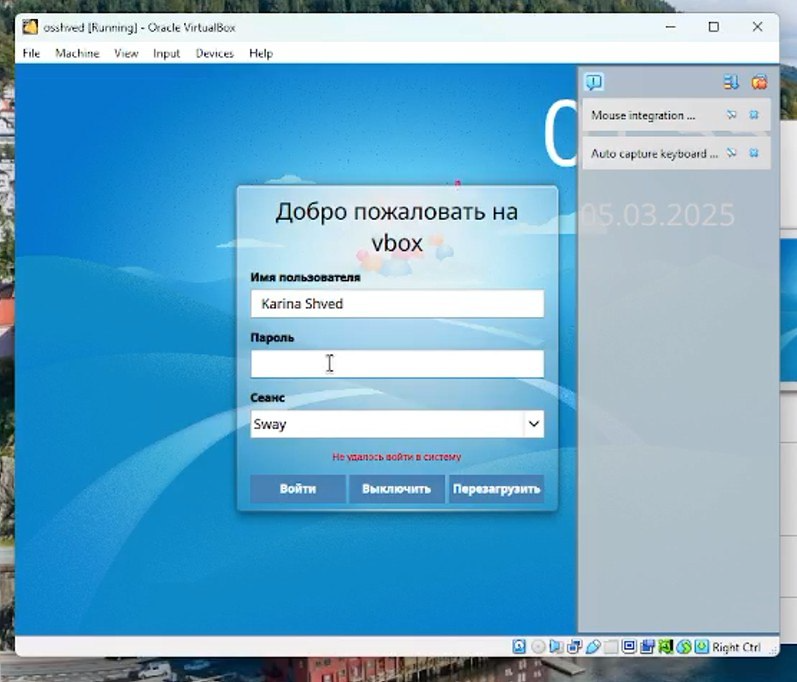 osshved [Running] - Oracle VirtualBox
File Machine View Input Devices Help
Mouse integration ...
Auto capture keyboard ...
05.03.2025
Добро пожаловать на
vbox
Имя пользователя
Karina Shved
Пароль
Сеанс
Sway
Не удалось войти в систему
Войти Выключить Перезагрузить
Right Ctrl